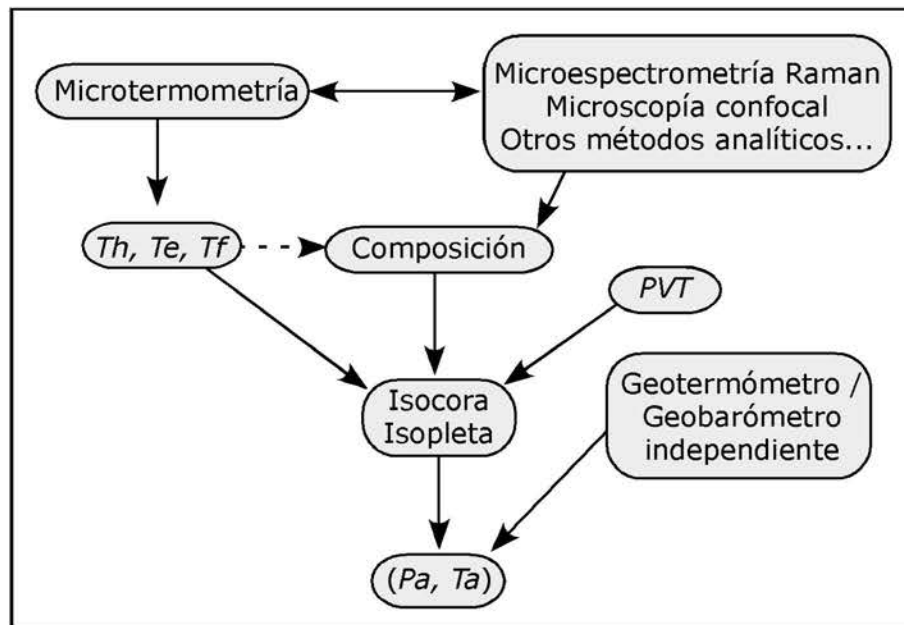 Microtermometría
Microespectrometría Raman
Microscopía confocal
Otros métodos analíticos...
Th, Te, Tf
Composición
PVT
Isocora
Isopleta
Geotermómetro /
Geobarómetro
independiente
(Pa, Ta)